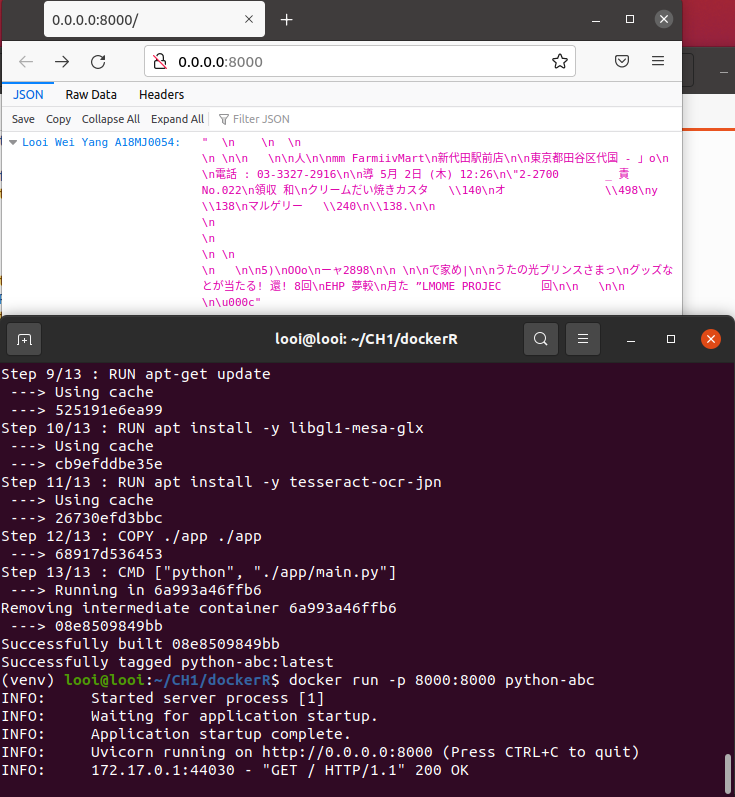 0.0.0.0:8000/
0.0.0.0:8000
JSON Raw Data Headers
Save Copy Collapse All Expand All Filter JSON
Looi Wei Yang A18MJ0054: " \n \n \n
\n \n\n \n\n人\n\nmm FarmiivMart\n新代田駅前店\n\n東京都田谷区代国 - 」o\n
\n電話 : 03-3327-2916\n\n導 5月 2日 (木) 12:26\n\"2-2700 _ 責
No.022\n領収 和\nクリームだい焼きカスタ \\140\nオ \\498\ny
\\138\nマルゲリー \\240\n\\138.\n\n
\n
\n
\n \n
\n \n\n5)\nOOo\nーャ2898\n\n \n\nで家め|\n\nうたの光プリンスさまっ\nグッズな
とが当たる! 還! 8回\nEHP 夢較\n月た ”LMOME PROJEC 回\n\n \n\n
\n\u000c"
looi@looi: ~/CH1/dockerR
Step 9/13 : RUN apt-get update
---> Using cache
---> 525191e6ea99
Step 10/13 : RUN apt install -y libgl1-mesa-glx
---> Using cache
---> cb9efddbe35e
Step 11/13 : RUN apt install -y tesseract-ocr-jpn
---> Using cache
---> 26730efd3bbc
Step 12/13 : COPY ./app ./app
---> 68917d536453
Step 13/13 : CMD ["python", "./app/main.py"]
---> Running in 6a993a46ffb6
Removing intermediate container 6a993a46ffb6
---> 08e8509849bb
Successfully built 08e8509849bb
Successfully tagged python-abc:latest
(venv) looi@looi:~/CH1/dockerR$ docker run -p 8000:8000 python-abc
INFO: Started server process [1]
INFO: Waiting for application startup.
INFO: Application startup complete.
INFO: Uvicorn running on http://0.0.0.0:8000 (Press CTRL+C to quit)
INFO: 172.17.0.1:44030 - "GET / HTTP/1.1" 200 OK